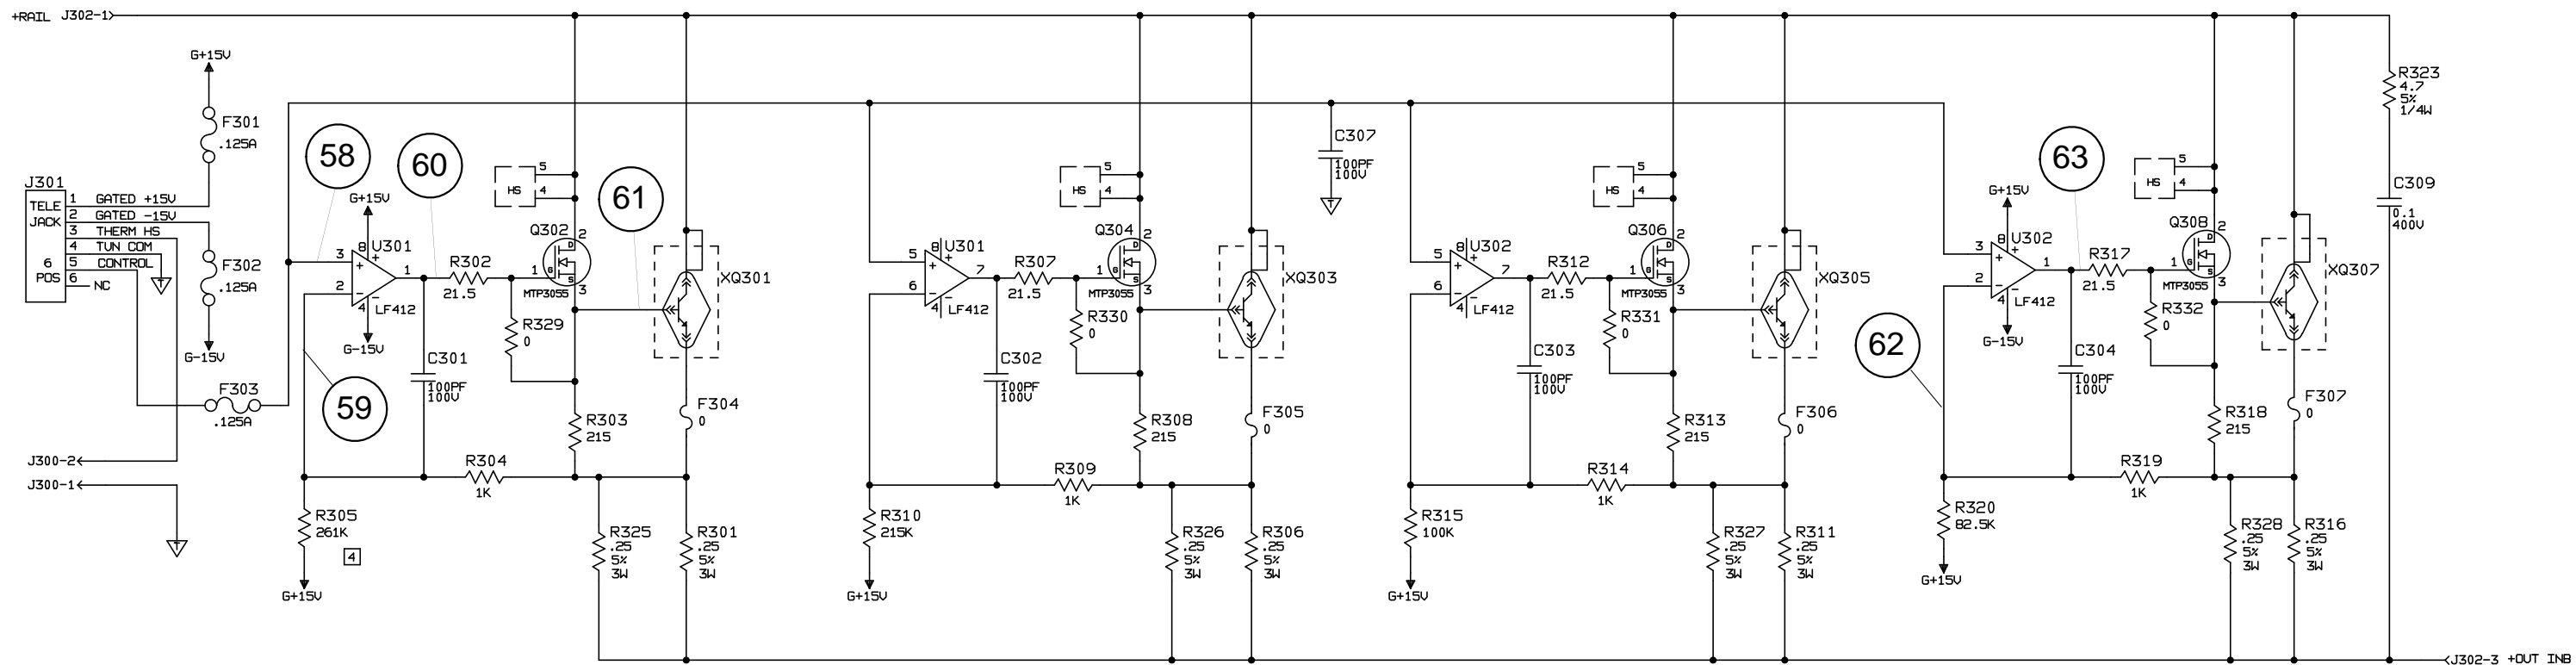 +RAIL J302-1
G+15V
F301
.125A
J301
TELE
JACK
6
POS
1 GATED +15V
2 GATED -15V
3 THERM HS
4 TVN COM
5 CONTROL
6 NC
F302
.125A
G-15V
F303
.125A
J300-2
J300-1
58
60
61
59
G+15V
8 U301
3 +
2 -
+
-
1
4 LF412
G-15V
R302
21.5
HS
5
4
Q302
2
D
G
S
1
3
MTP3055
R329
0
C301
100PF
100V
XQ301
R303
215
F304
0
R304
1K
R305
261K
4
G+15V
R325
.25
5%
3W
R301
.25
5%
3W
8 U301
5 +
6 -
7
4 LF412
R307
21.5
HS
5
4
Q304
2
D
G
S
1
3
MTP3055
R330
0
C302
100PF
100V
XQ303
R308
215
F305
0
R309
1K
R310
215K
G+15V
R326
.25
5%
3W
R306
.25
5%
3W
C307
100PF
100V
8 U302
5 +
6 -
7
4 LF412
R312
21.5
HS
5
4
Q306
2
D
G
S
1
3
MTP3055
R331
0
C303
100PF
100V
XQ305
R313
215
F306
0
R314
1K
R315
100K
G+15V
R327
.25
5%
3W
R311
.25
5%
3W
63
62
G+15V
8 U302
3 +
2 -
+
-
1
4 LF412
G-15V
R317
21.5
HS
5
4
Q308
2
D
G
S
1
3
MTP3055
R332
0
C304
100PF
100V
XQ307
R318
215
F307
0
R319
1K
R320
82.5K
G+15V
R328
.25
5%
3W
R316
.25
5%
3W
R323
4.7
5%
1/4W
C309
0.1
400V
J302-3 +OUT INB